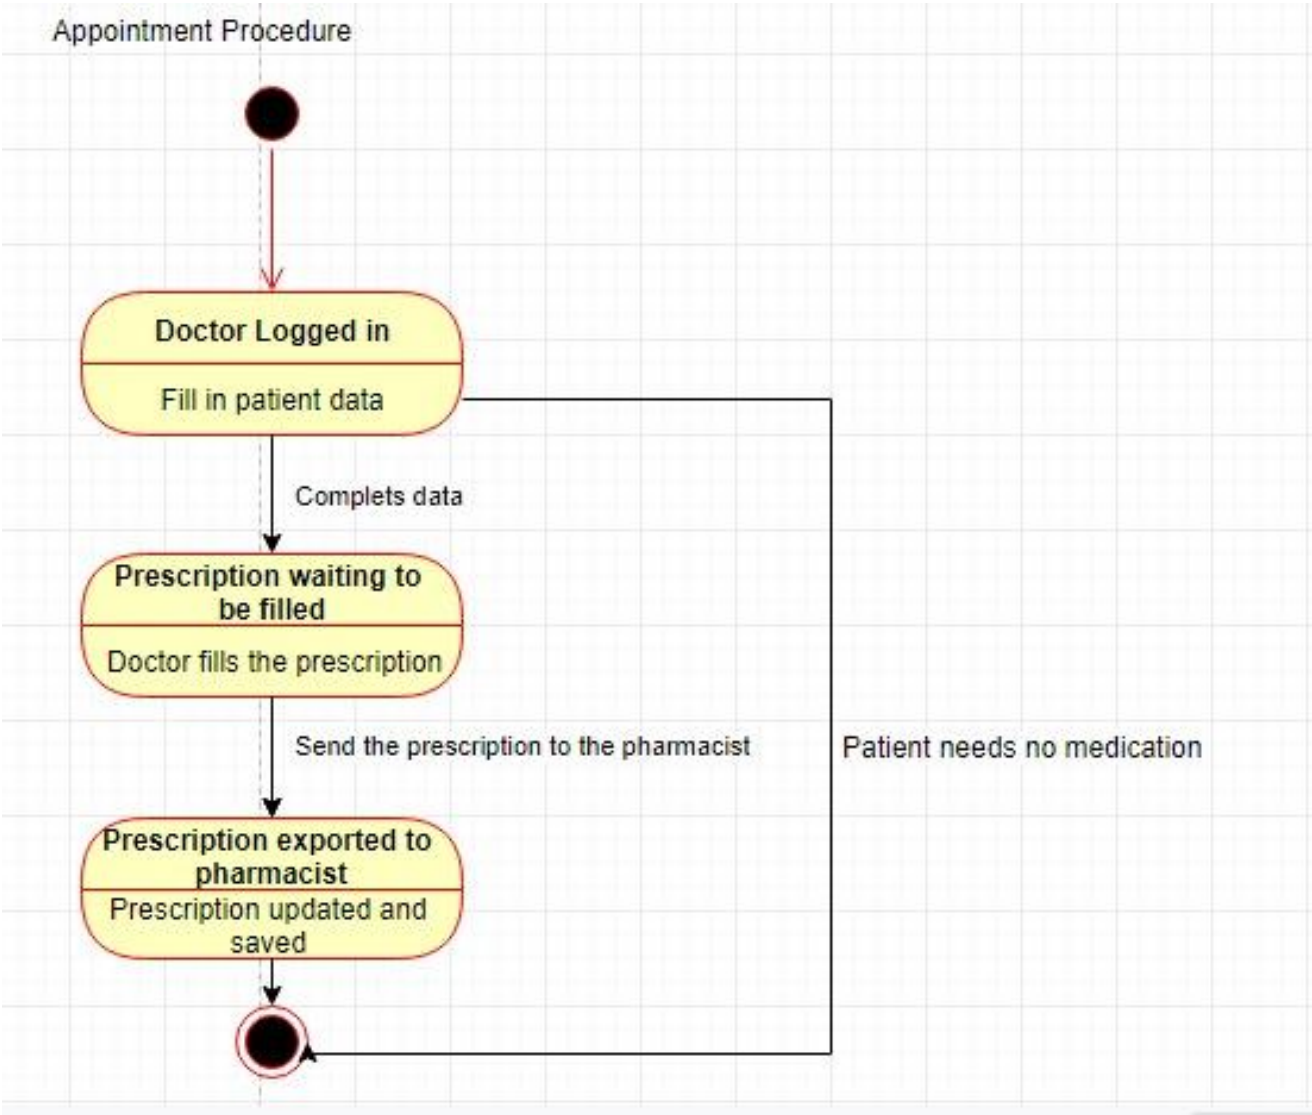 Appointment Procedure
Doctor Logged in
Fill in patient data
Complets data
Prescription waiting to
be filled
Doctor fills the prescription
Send the prescription to the pharmacist
Patient needs no medication
Prescription exported to
pharmacist
Prescription updated and
saved